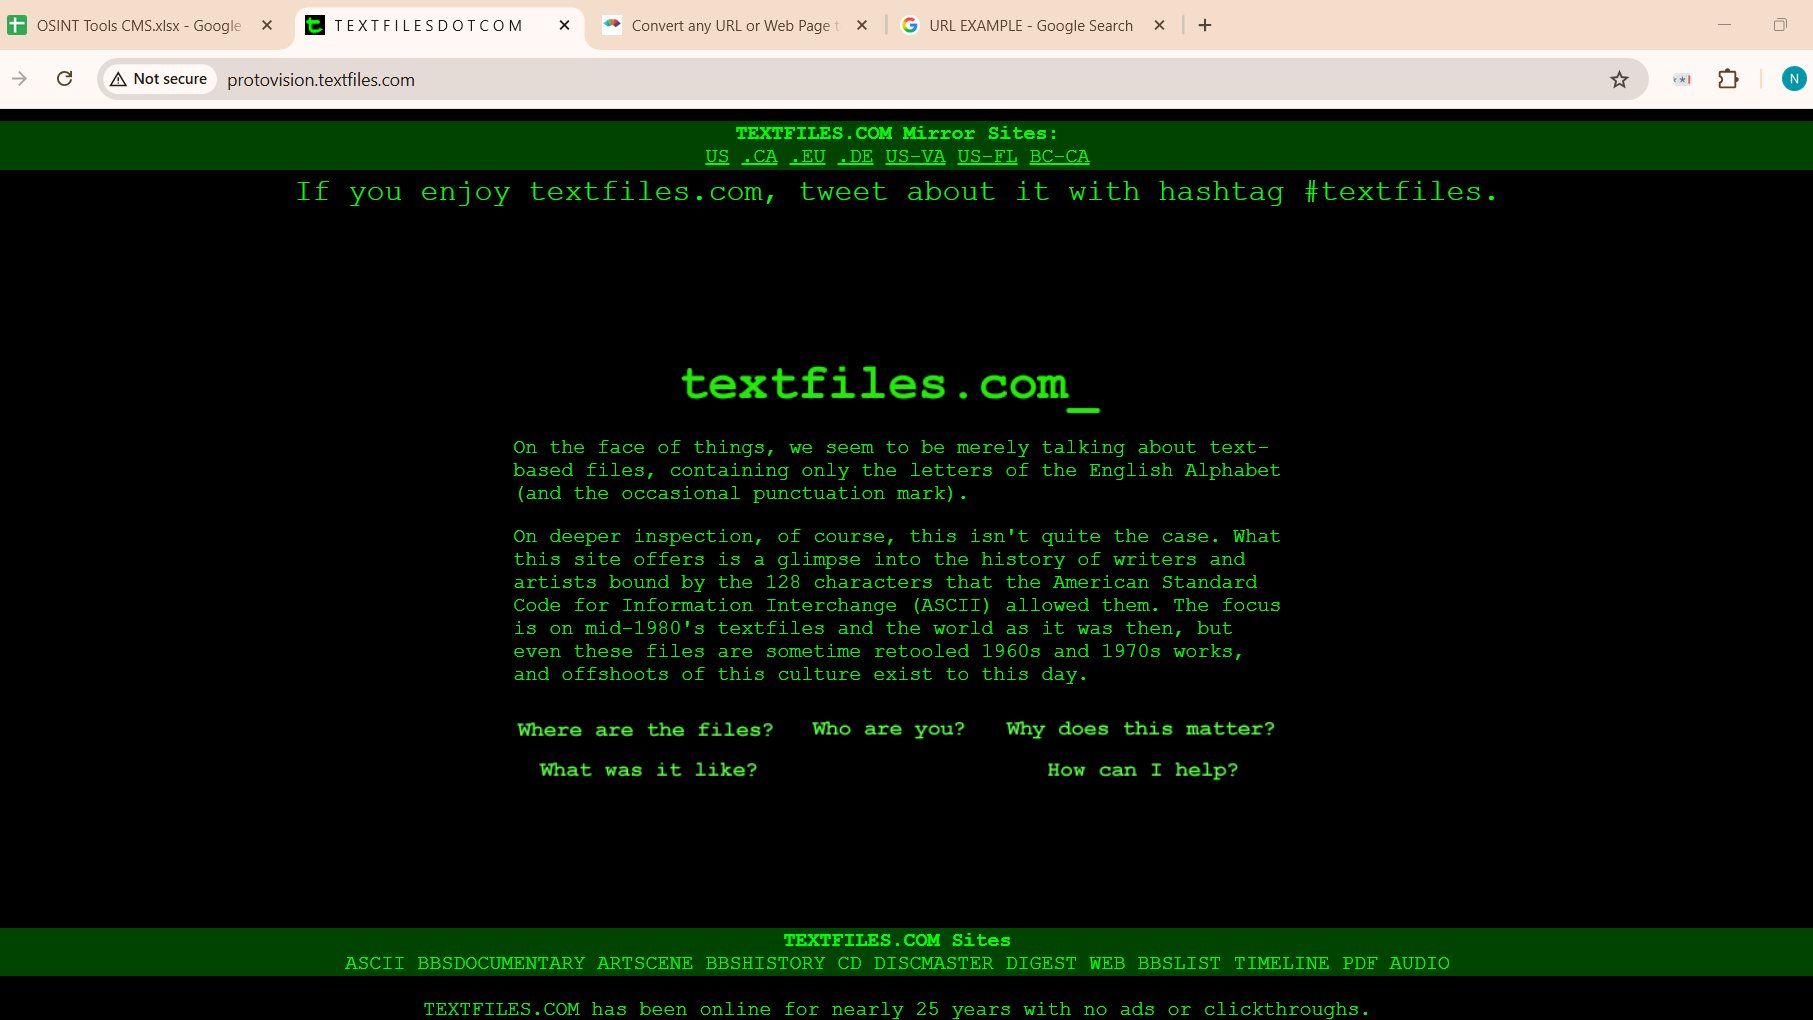 OSINT Tools CMS.xlsx - Google
T E X T F I L E S D O T C O M
Convert any URL or Web Page t
URL EXAMPLE - Google Search
Not secure
protovision.textfiles.com
N
TEXTFILES.COM Mirror Sites:
US .CA .EU .DE US-VA US-FL BC-CA
If you enjoy textfiles.com, tweet about it with hashtag #textfiles.
textfiles.com_
On the face of things, we seem to be merely talking about text-
based files, containing only the letters of the English Alphabet
(and the occasional punctuation mark).
On deeper inspection, of course, this isn't quite the case. What
this site offers is a glimpse into the history of writers and
artists bound by the 128 characters that the American Standard
Code for Information Interchange (ASCII) allowed them. The focus
is on mid-1980's textfiles and the world as it was then, but
even these files are sometime retooled 1960s and 1970s works,
and offshoots of this culture exist to this day.
Where are the files? Who are you? Why does this matter?
What was it like? How can I help?
TEXTFILES.COM Sites
ASCII BBSDOCUMENTARY ARTSCENE BBSHISTORY CD DISCMASTER DIGEST WEB BBSLIST TIMELINE PDF AUDIO
TEXTFILES.COM has been online for nearly 25 years with no ads or clickthroughs.